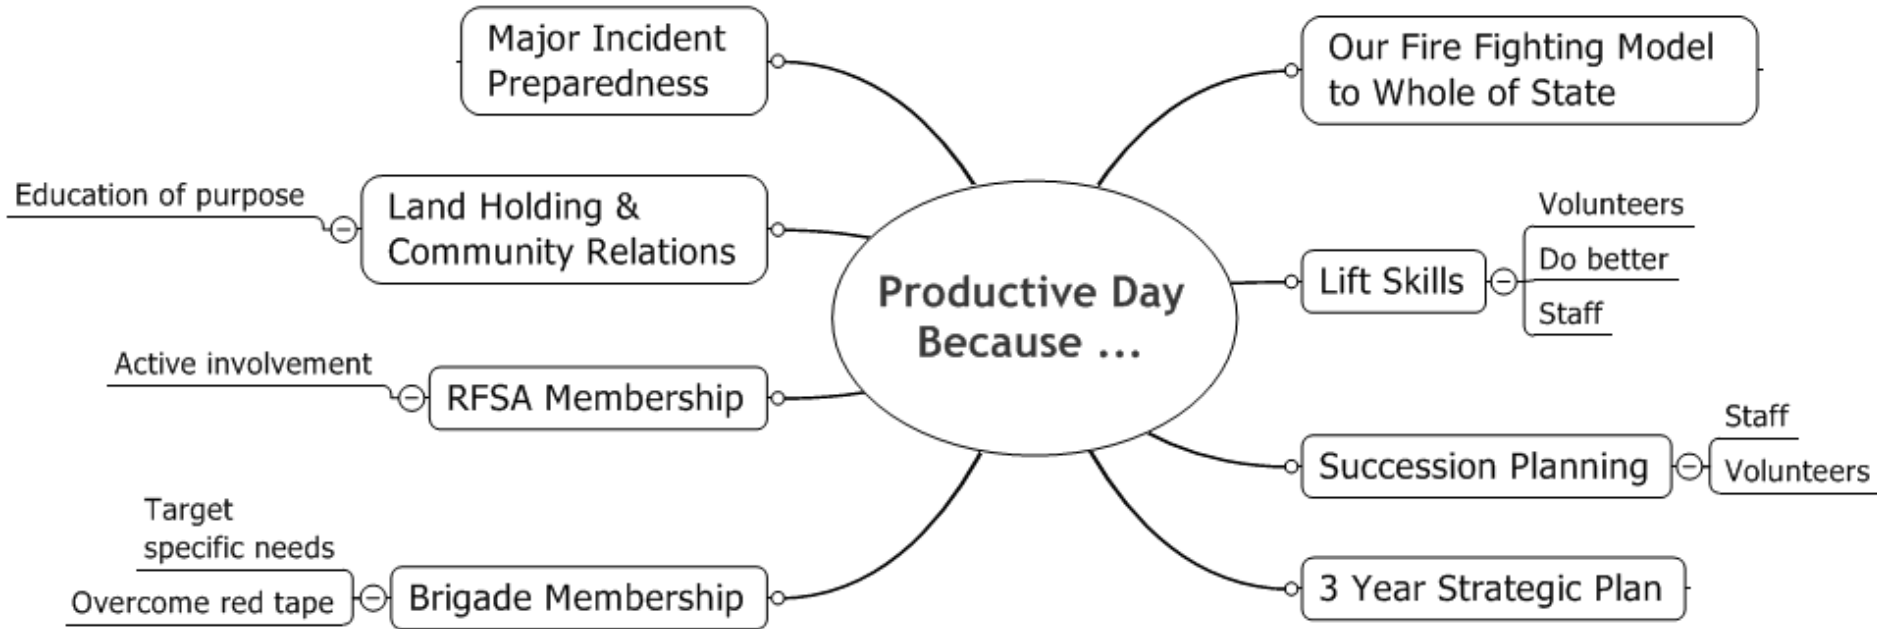 Productive Day
Because ...
Our Fire Fighting Model
to Whole of State
Lift Skills
Volunteers
Do better
Staff
Succession Planning
Staff
Volunteers
3 Year Strategic Plan
Major Incident
Preparedness
Land Holding &
Community Relations
Education of purpose
RFSA Membership
Active involvement
Brigade Membership
Target
specific needs
Overcome red tape